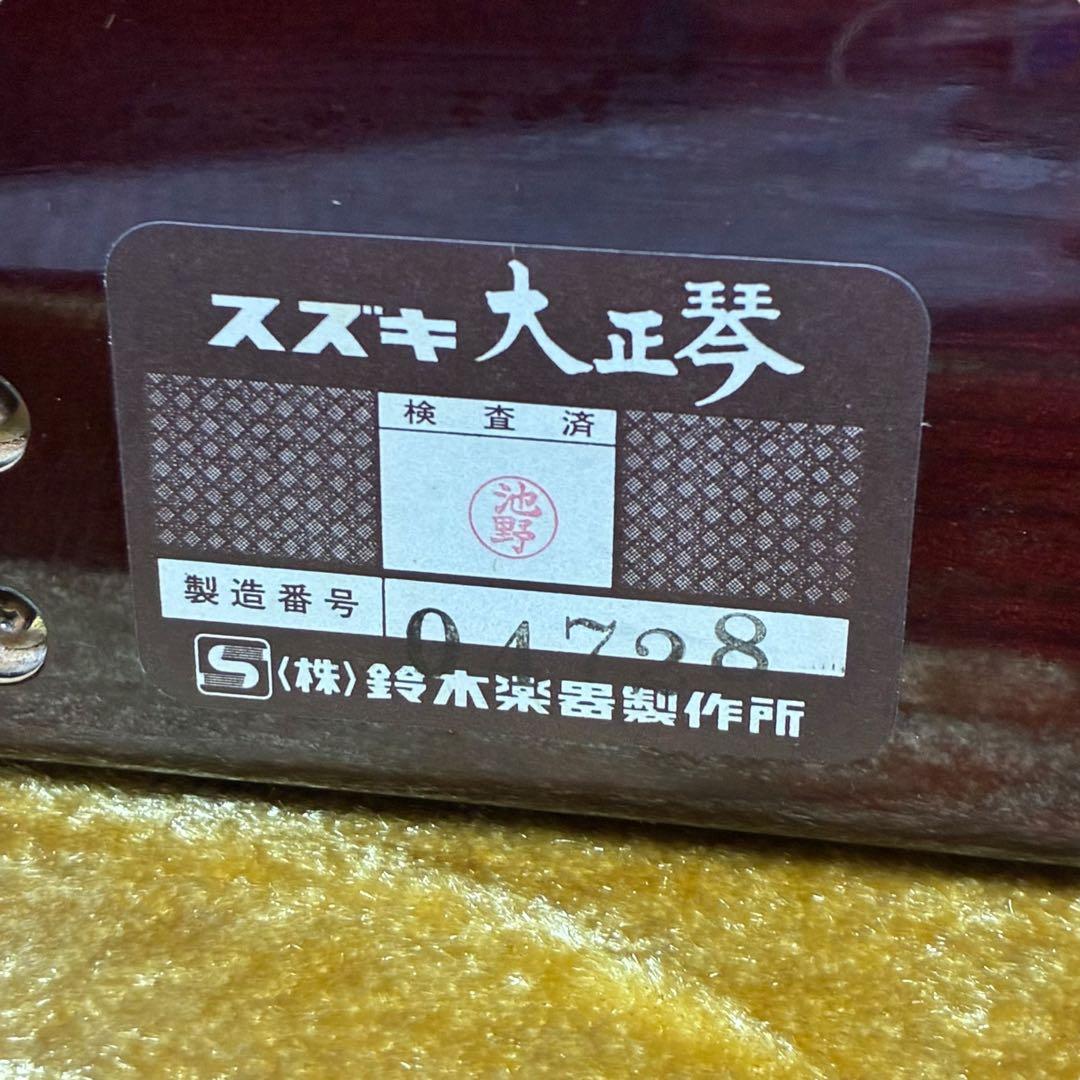 スズキ 大正琴
検査済
池野
製造番号 04738
S 〈株〉鈴木楽器製作所